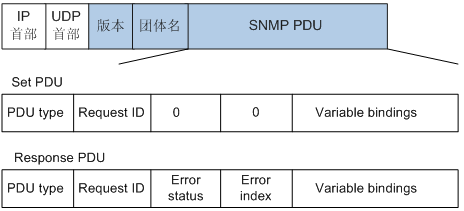 IP 首部 UDP 首部 版本 团体名 SNMP PDU
Set PDU
PDU type Request ID 0 0 Variable bindings
Response PDU
PDU type Request ID Error status Error index Variable bindings